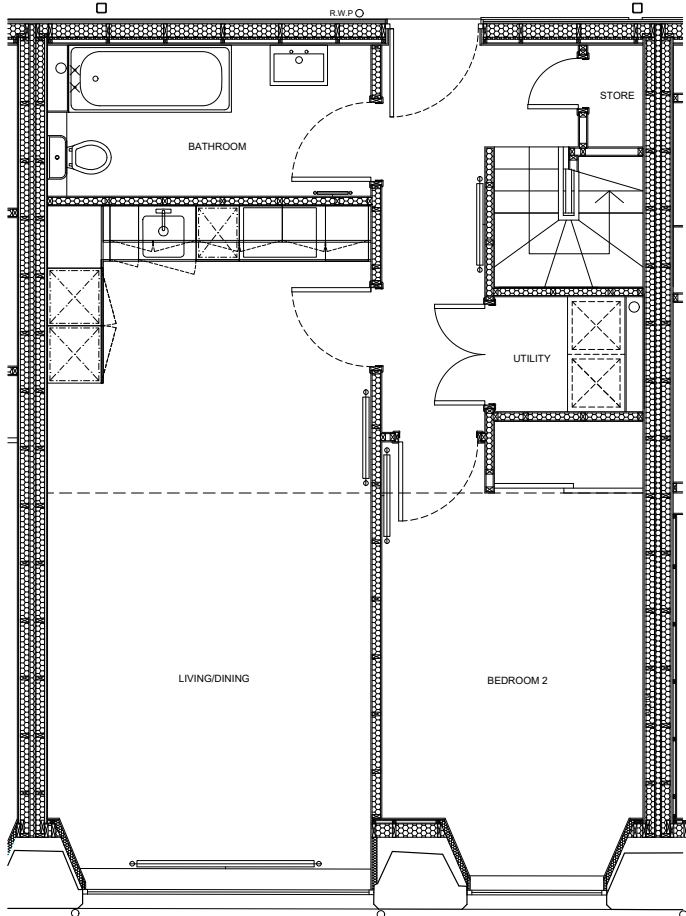 R.W.P
STORE
BATHROOM
UTILITY
LIVING/DINING
BEDROOM 2